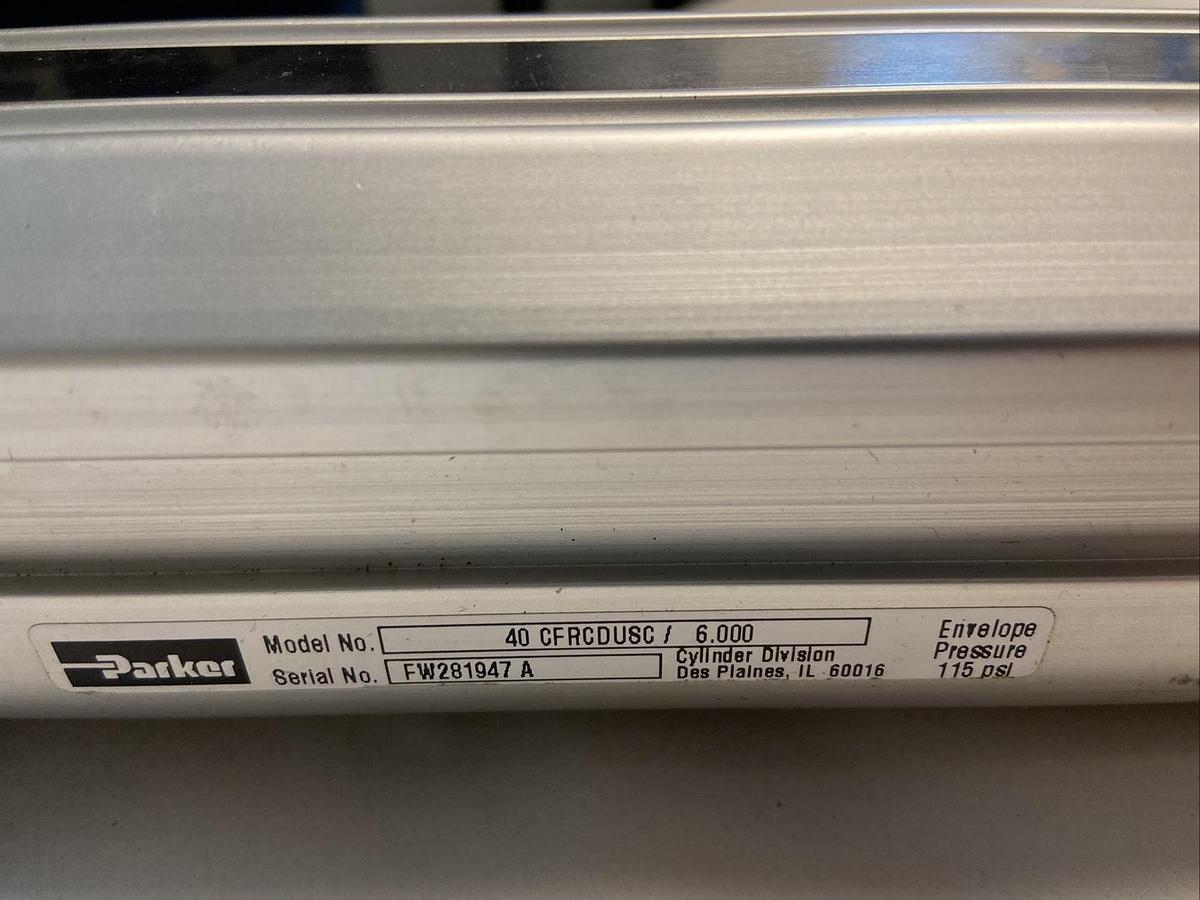 Parker
Model No. 40 CFRCDUSC / 6.000
Serial No. FW281947 A
Cylinder Division
Des Plaines, IL 60016
Envelope
Pressure
115 psi